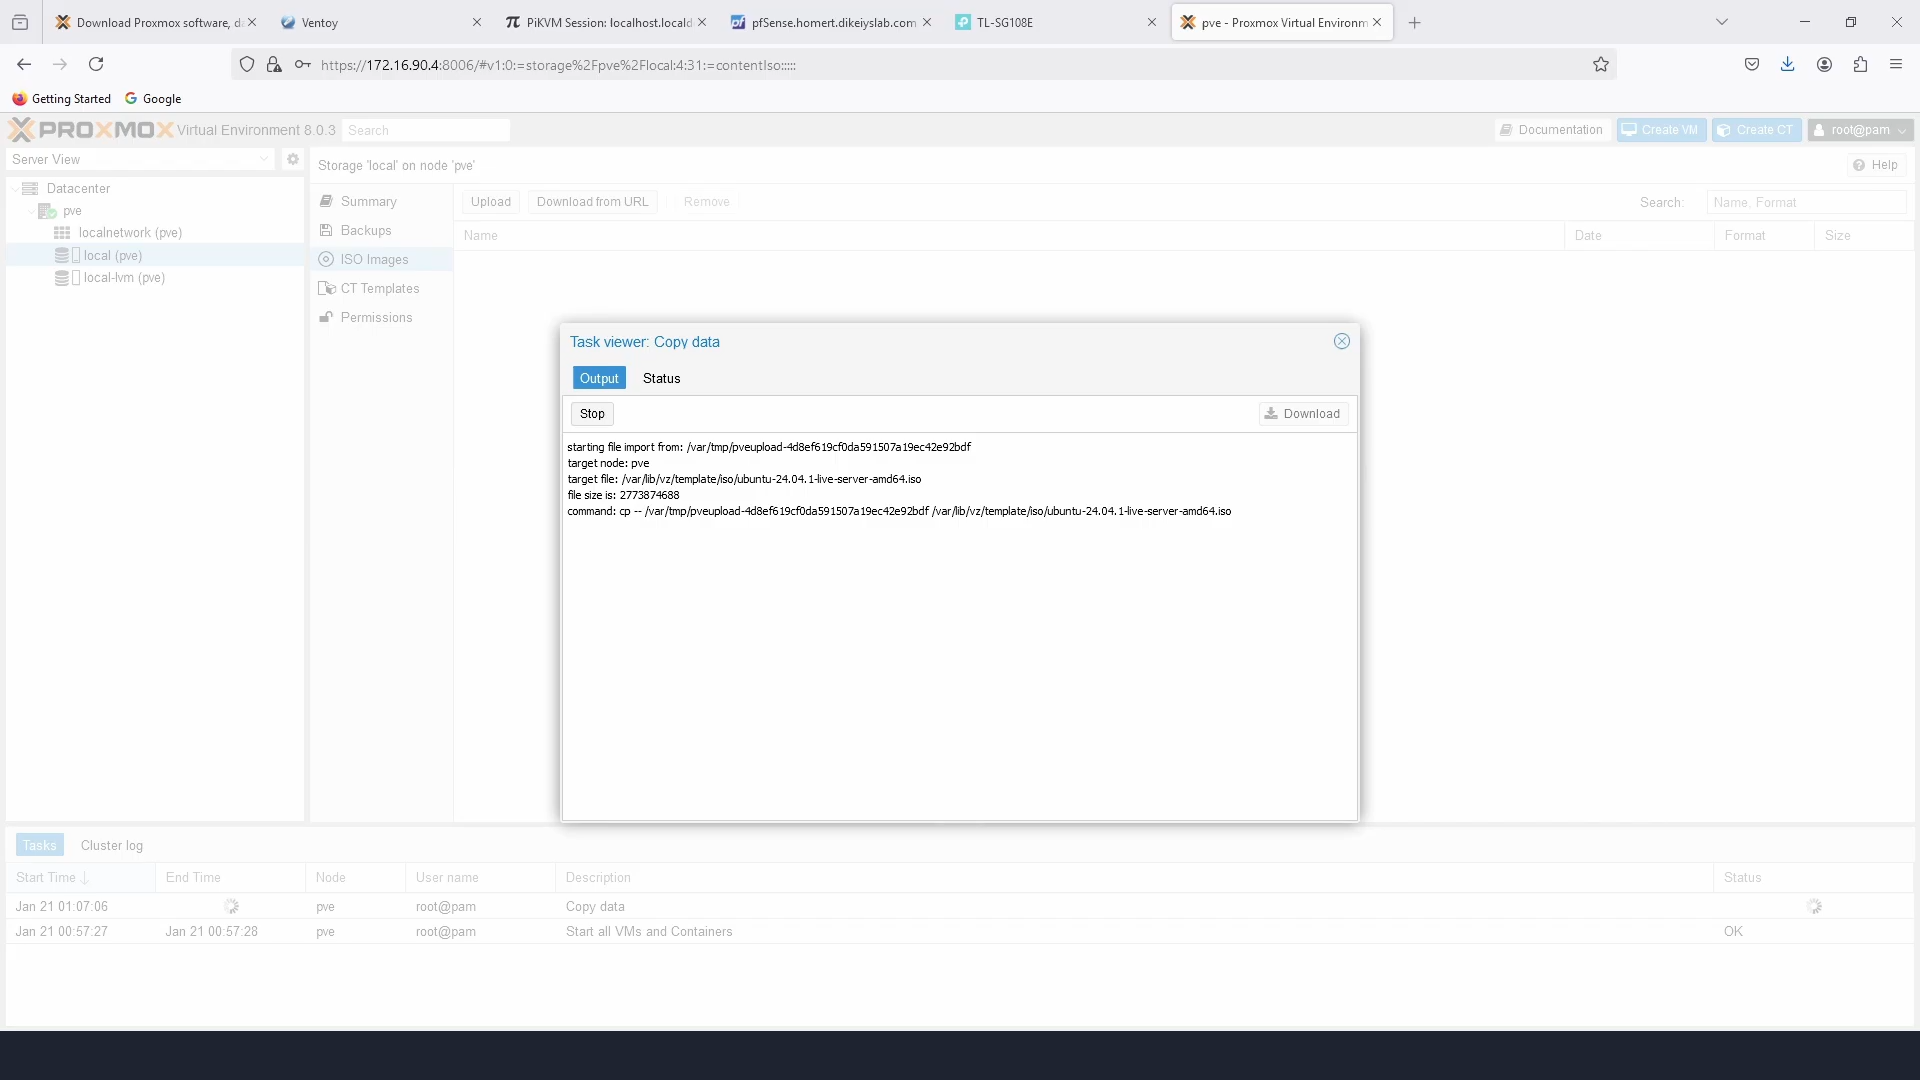 Download Proxmox software, da
Ventoy
PiKVM Session: localhost.locald
pfSense.homert.dikeiyslab.com
TL-SG108E
pve - Proxmox Virtual Environm
https://172.16.90.4:8006/#v1:0:=storage%2Fpve%2Flocal:4:31:=contentIso:::::
Getting Started
Google
PROXMOX Virtual Environment 8.0.3
Search
Documentation
Create VM
Create CT
root@pam
Server View
Storage 'local' on node 'pve'
Help
Datacenter
pve
localnetwork (pve)
local (pve)
local-lvm (pve)
Summary
Backups
ISO Images
CT Templates
Permissions
Upload
Download from URL
Remove
Search:
Name, Format
Name
Date
Format
Size
Task viewer: Copy data
Output
Status
Stop
Download
starting file import from: /var/tmp/pveupload-4d8ef619cf0da591507a19ec42e92bdf
target node: pve
target file: /var/lib/vz/template/iso/ubuntu-24.04.1-live-server-amd64.iso
file size is: 2773874688
command: cp -- /var/tmp/pveupload-4d8ef619cf0da591507a19ec42e92bdf /var/lib/vz/template/iso/ubuntu-24.04.1-live-server-amd64.iso
Tasks
Cluster log
Start Time
End Time
Node
User name
Description
Status
Jan 21 01:07:06
pve
root@pam
Copy data
Jan 21 00:57:27
Jan 21 00:57:28
pve
root@pam
Start all VMs and Containers
OK